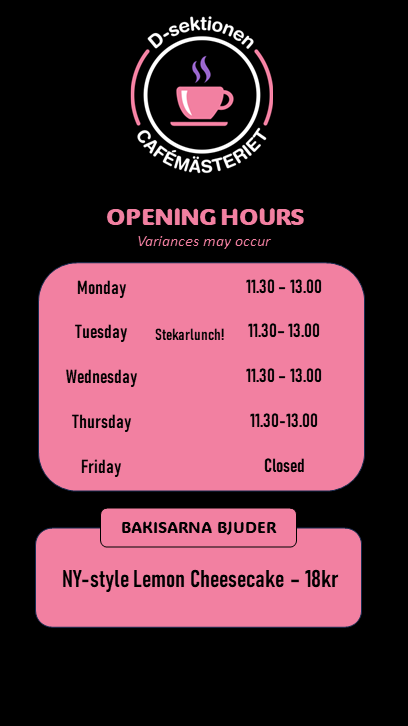 D-sektionen
CAFÉMÄSTERIET
OPENING HOURS
Variances may occur
Monday 11.30 – 13.00
Tuesday Stekarlunch! 11.30– 13.00
Wednesday 11.30 – 13.00
Thursday 11.30-13.00
Friday Closed
BAKISARNA BJUDER
NY-style Lemon Cheesecake – 18kr